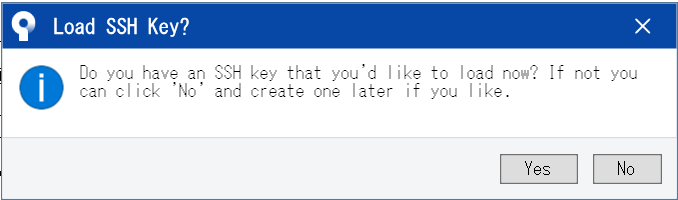 Load SSH Key?
Do you have an SSH key that you'd like to load now? If not you
can click 'No' and create one later if you like.
Yes No